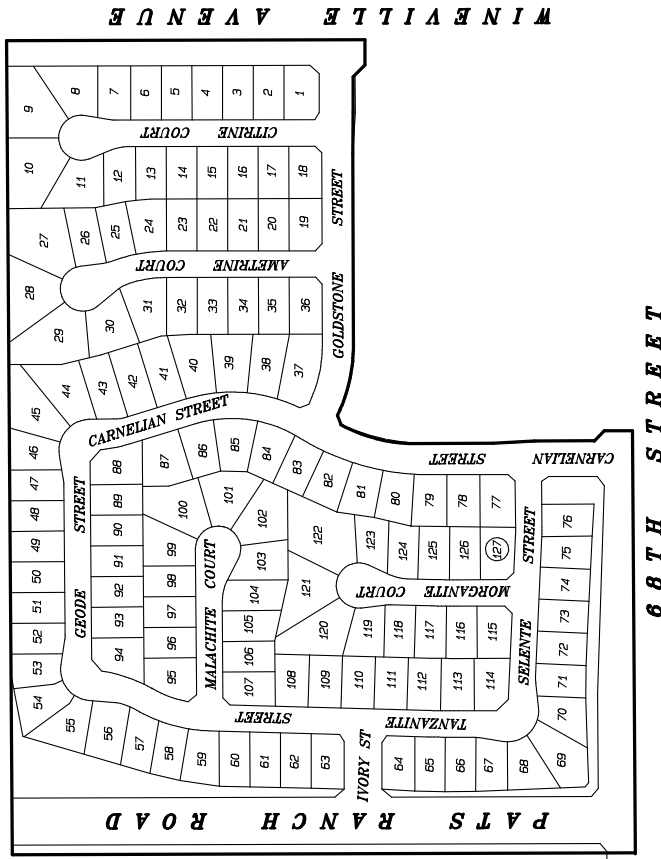 WINEVILLE AVENUE
9 8 7 6 5 4 3 2 1
CITRINE COURT
10 11 12 13 14 15 16 17 18
STREET
27 26 25 24 23 22 21 20 19
AMETRINE COURT
28
29 30 31 32 33 34 35 36
GOLDSTONE
68TH STREET
45 44 43 42 41 40 39 38 37
CARNELIAN STREET
46 88 87 86 85 84 83 82 81 80 79 78 77
STREET CARNELIAN
47 89 100 101 102 122 123 124 125 126 127 76
STREET
48 90
49 91 99 103 75
STREET
50 92 98 104 121 74
MALACHITE COURT
MORGANITE COURT
51 93 97 105 120 119 118 117 116 115 73
GEODE
52 94 96 106 72
SELENTE
53 95 107 108 109 110 111 112 113 114 71
54 70
STREET TANZANITE
55 56 57 58 59 60 61 62 63
IVORY ST
64 65 66 67 68 69
PATS RANCH ROAD